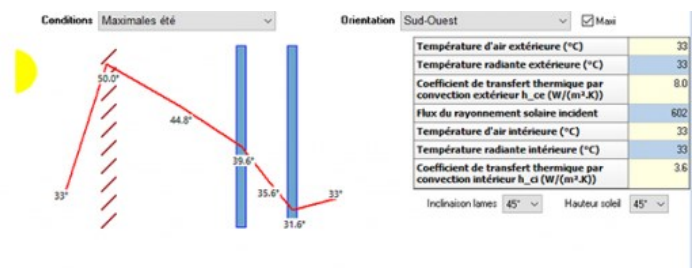 Conditions Maximales été Orientation Sud-Ouest Maxi
Température d'air extérieure (°C) 33
Température radiante extérieure (°C) 33
Coefficient de transfert thermique par
convection extérieur h_ce (W/(m².K)) 8.0
Flux du rayonnement solaire incident 602
Température d'air intérieure (°C) 33
Température radiante intérieure (°C) 33
Coefficient de transfert thermique par
convection intérieur h_ci (W/(m².K)) 3.6
Inclinaison lames 45° Hauteur soleil 45°
50.0°
44.8°
39.6°
33°
35.6°
33°
31.6°